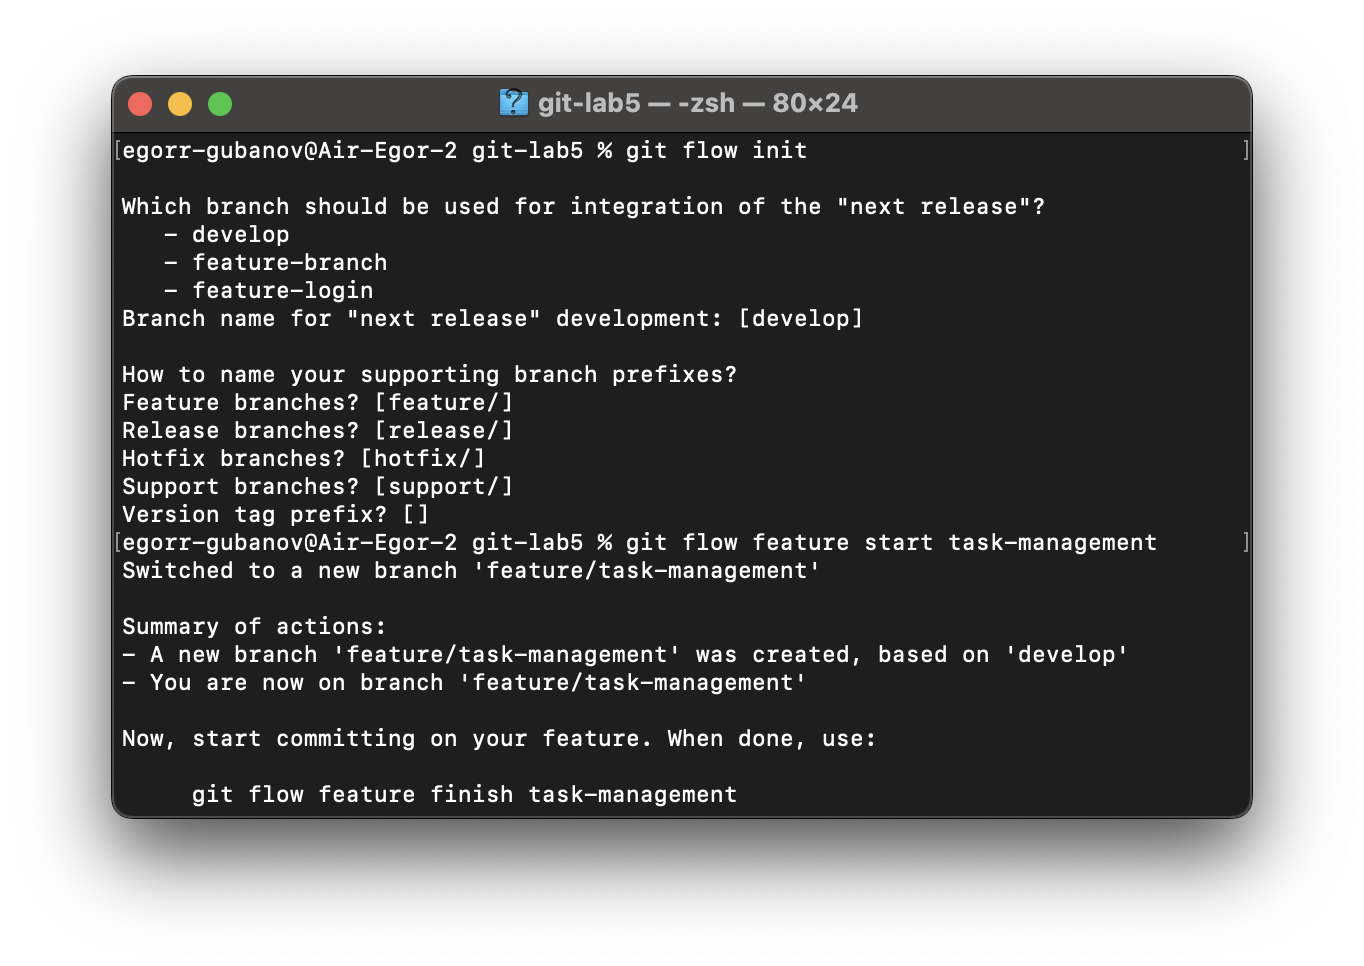 git-lab5 — -zsh — 80×24
[egorr-gubanov@Air-Egor-2 git-lab5 % git flow init ]
Which branch should be used for integration of the "next release"?
- develop
- feature-branch
- feature-login
Branch name for "next release" development: [develop]
How to name your supporting branch prefixes?
Feature branches? [feature/]
Release branches? [release/]
Hotfix branches? [hotfix/]
Support branches? [support/]
Version tag prefix? []
[egorr-gubanov@Air-Egor-2 git-lab5 % git flow feature start task-management ]
Switched to a new branch 'feature/task-management'
Summary of actions:
- A new branch 'feature/task-management' was created, based on 'develop'
- You are now on branch 'feature/task-management'
Now, start committing on your feature. When done, use:
git flow feature finish task-management